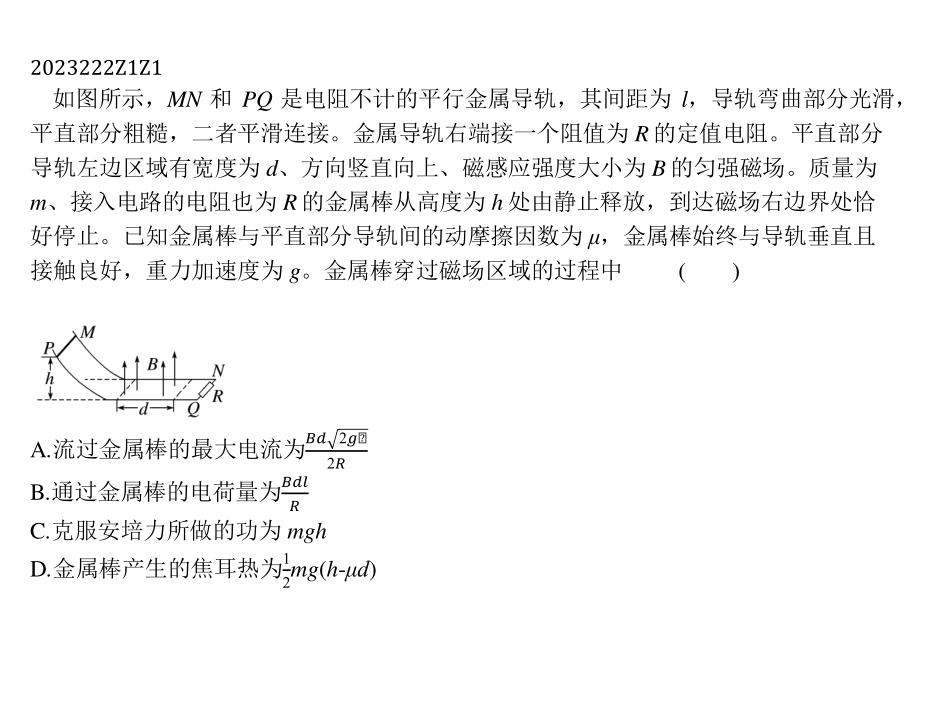 2023222Z1Z1
如图所示，MN 和 PQ 是电阻不计的平行金属导轨，其间距为 l，导轨弯曲部分光滑，
平直部分粗糙，二者平滑连接。金属导轨右端接一个阻值为 R 的定值电阻。平直部分
导轨左边区域有宽度为 d、方向竖直向上、磁感应强度大小为 B 的匀强磁场。质量为
m、接入电路的电阻也为 R 的金属棒从高度为 h 处由静止释放，到达磁场右边界处恰
好停止。已知金属棒与平直部分导轨间的动摩擦因数为 μ，金属棒始终与导轨垂直且
接触良好，重力加速度为 g。金属棒穿过磁场区域的过程中 ( )
M
P
B
N
h
R
d
Q
A.流过金属棒的最大电流为Bd√2g⍰/2R
B.通过金属棒的电荷量为Bdl/R
C.克服安培力所做的功为 mgh
D.金属棒产生的焦耳热为1/2mg(h-μd)